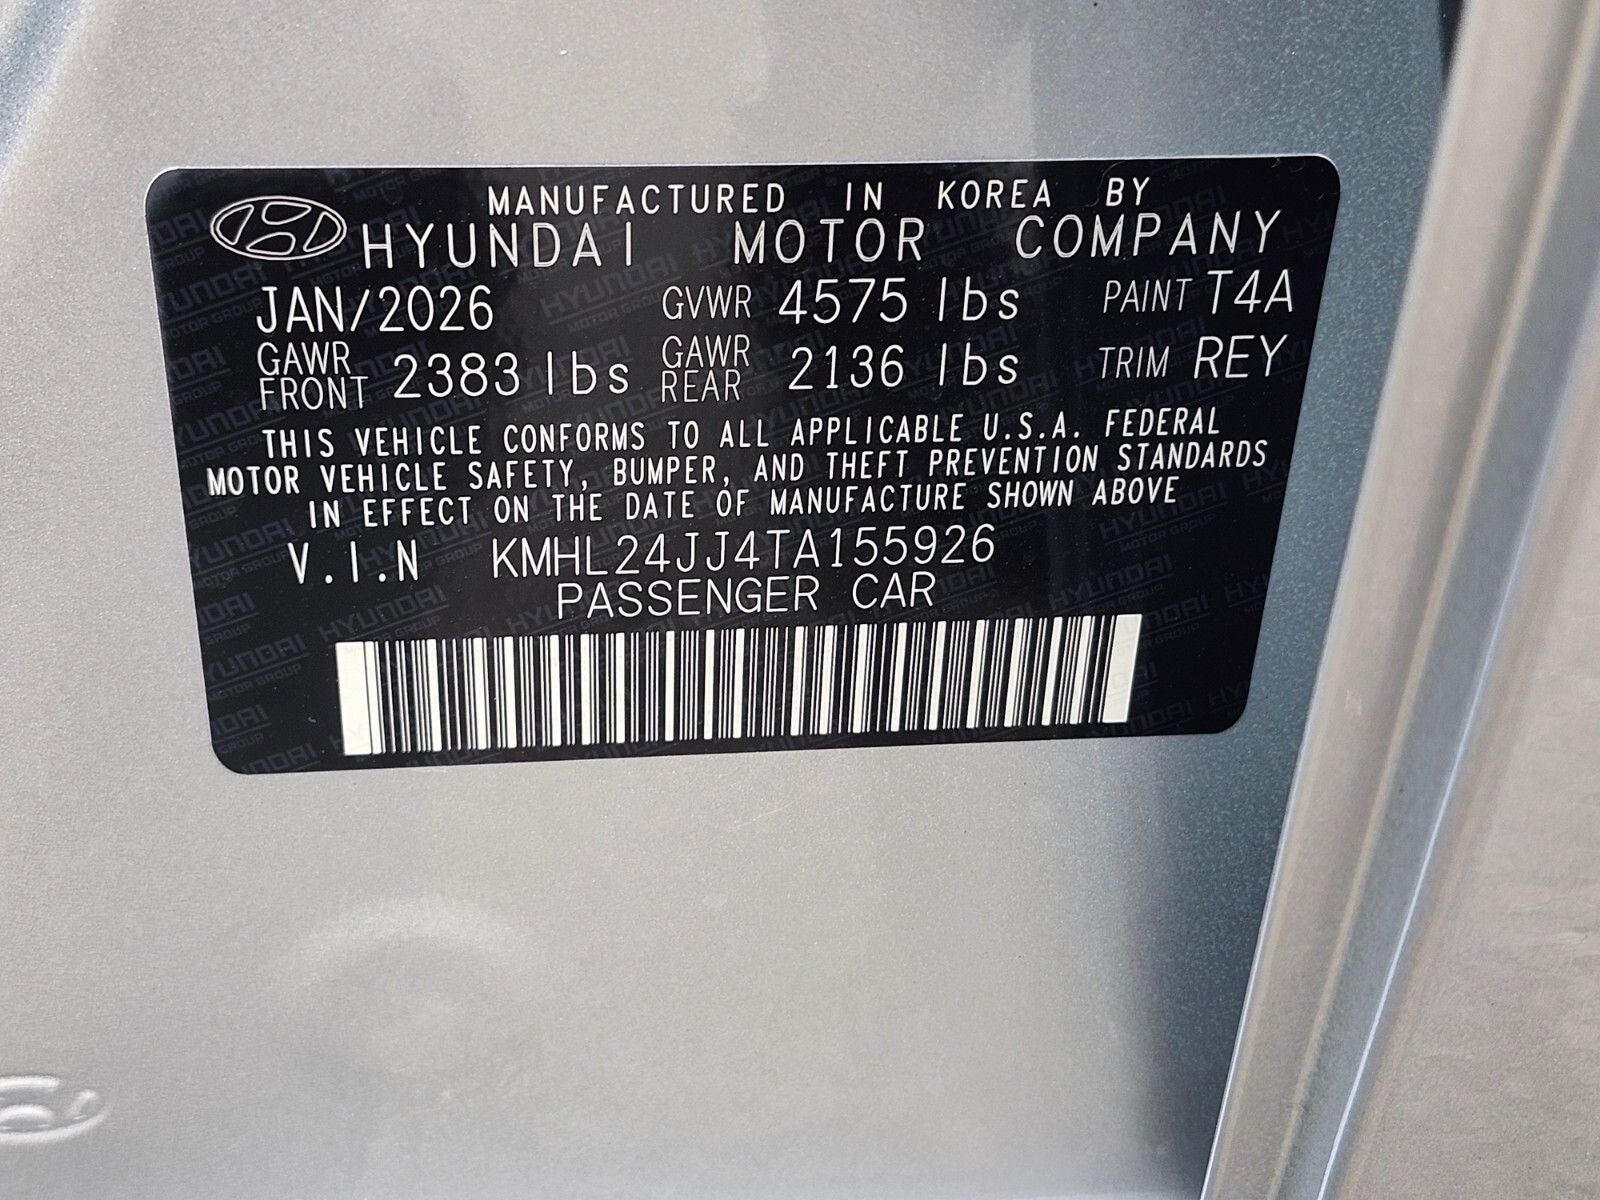 MANUFACTURED IN KOREA BY
HYUNDAI MOTOR COMPANY
JAN/2026 GVWR 4575 lbs PAINT T4A
GAWR FRONT 2383 lbs GAWR REAR 2136 lbs TRIM REY
THIS VEHICLE CONFORMS TO ALL APPLICABLE U.S.A. FEDERAL
MOTOR VEHICLE SAFETY, BUMPER, AND THEFT PREVENTION STANDARDS
IN EFFECT ON THE DATE OF MANUFACTURE SHOWN ABOVE
V.I.N KMHL24JJ4TA155926
PASSENGER CAR